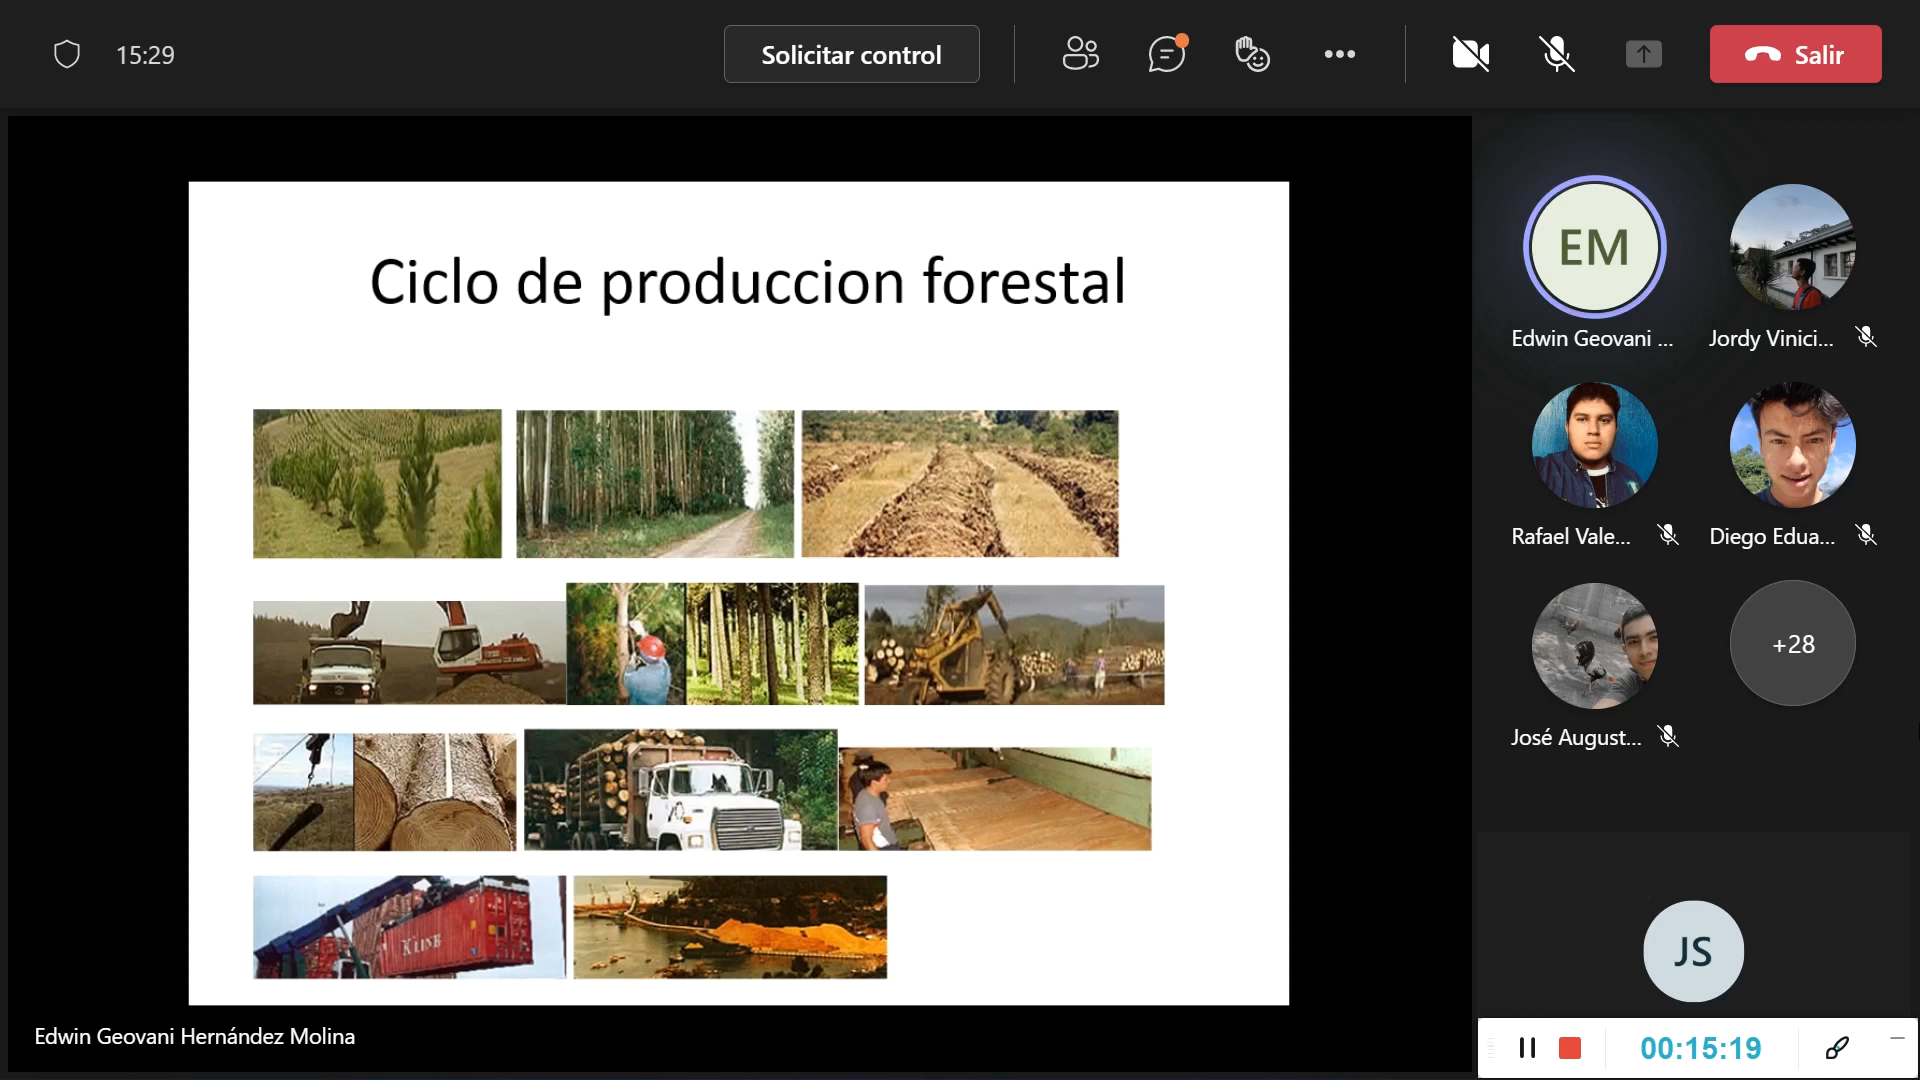 15:29
Solicitar control
Salir
Ciclo de produccion forestal
K LINE
EM
Edwin Geovani ...
Jordy Vinici...
Rafael Vale...
Diego Edua...
José August...
+28
JS
Edwin Geovani Hernández Molina
00:15:19